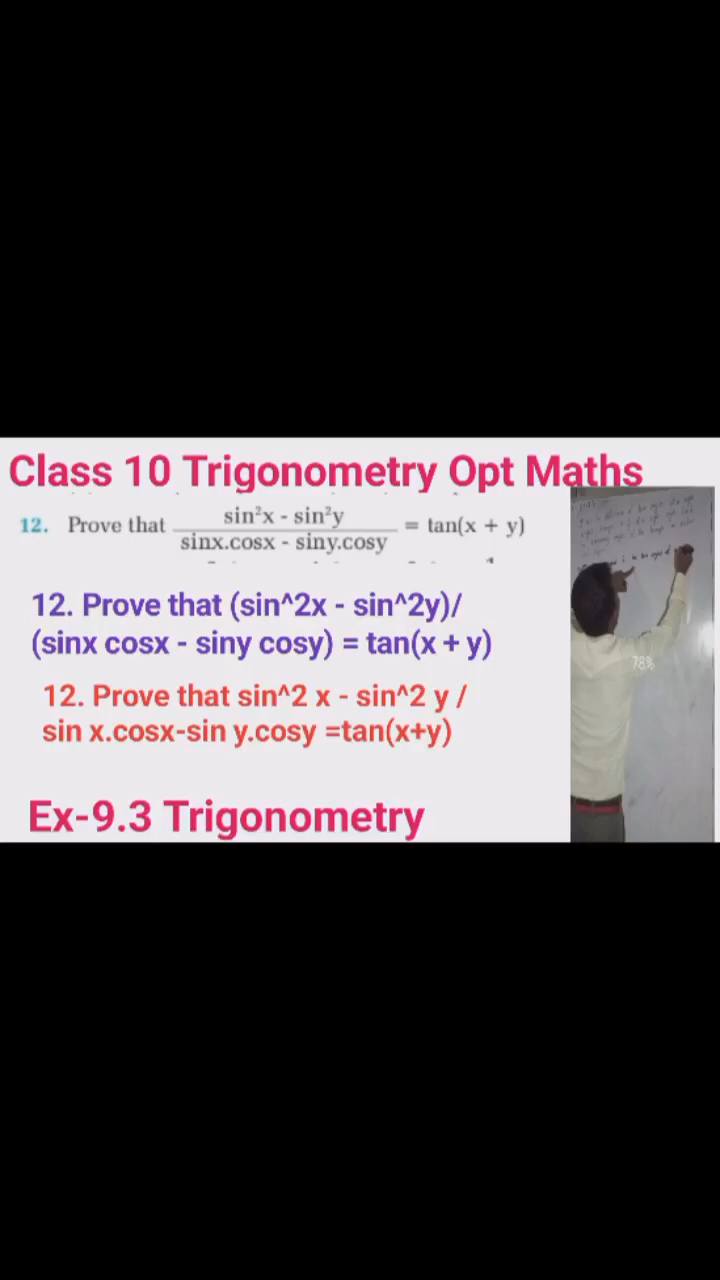 Class 10 Trigonometry Opt Maths
12. Prove that sin²x - sin²y / sinx.cosx - siny.cosy = tan(x + y)
12. Prove that (sin^2x - sin^2y)/
(sinx cosx - siny cosy) = tan(x + y)
12. Prove that sin^2 x - sin^2 y /
sin x.cosx-sin y.cosy =tan(x+y)
78%
Ex-9.3 Trigonometry